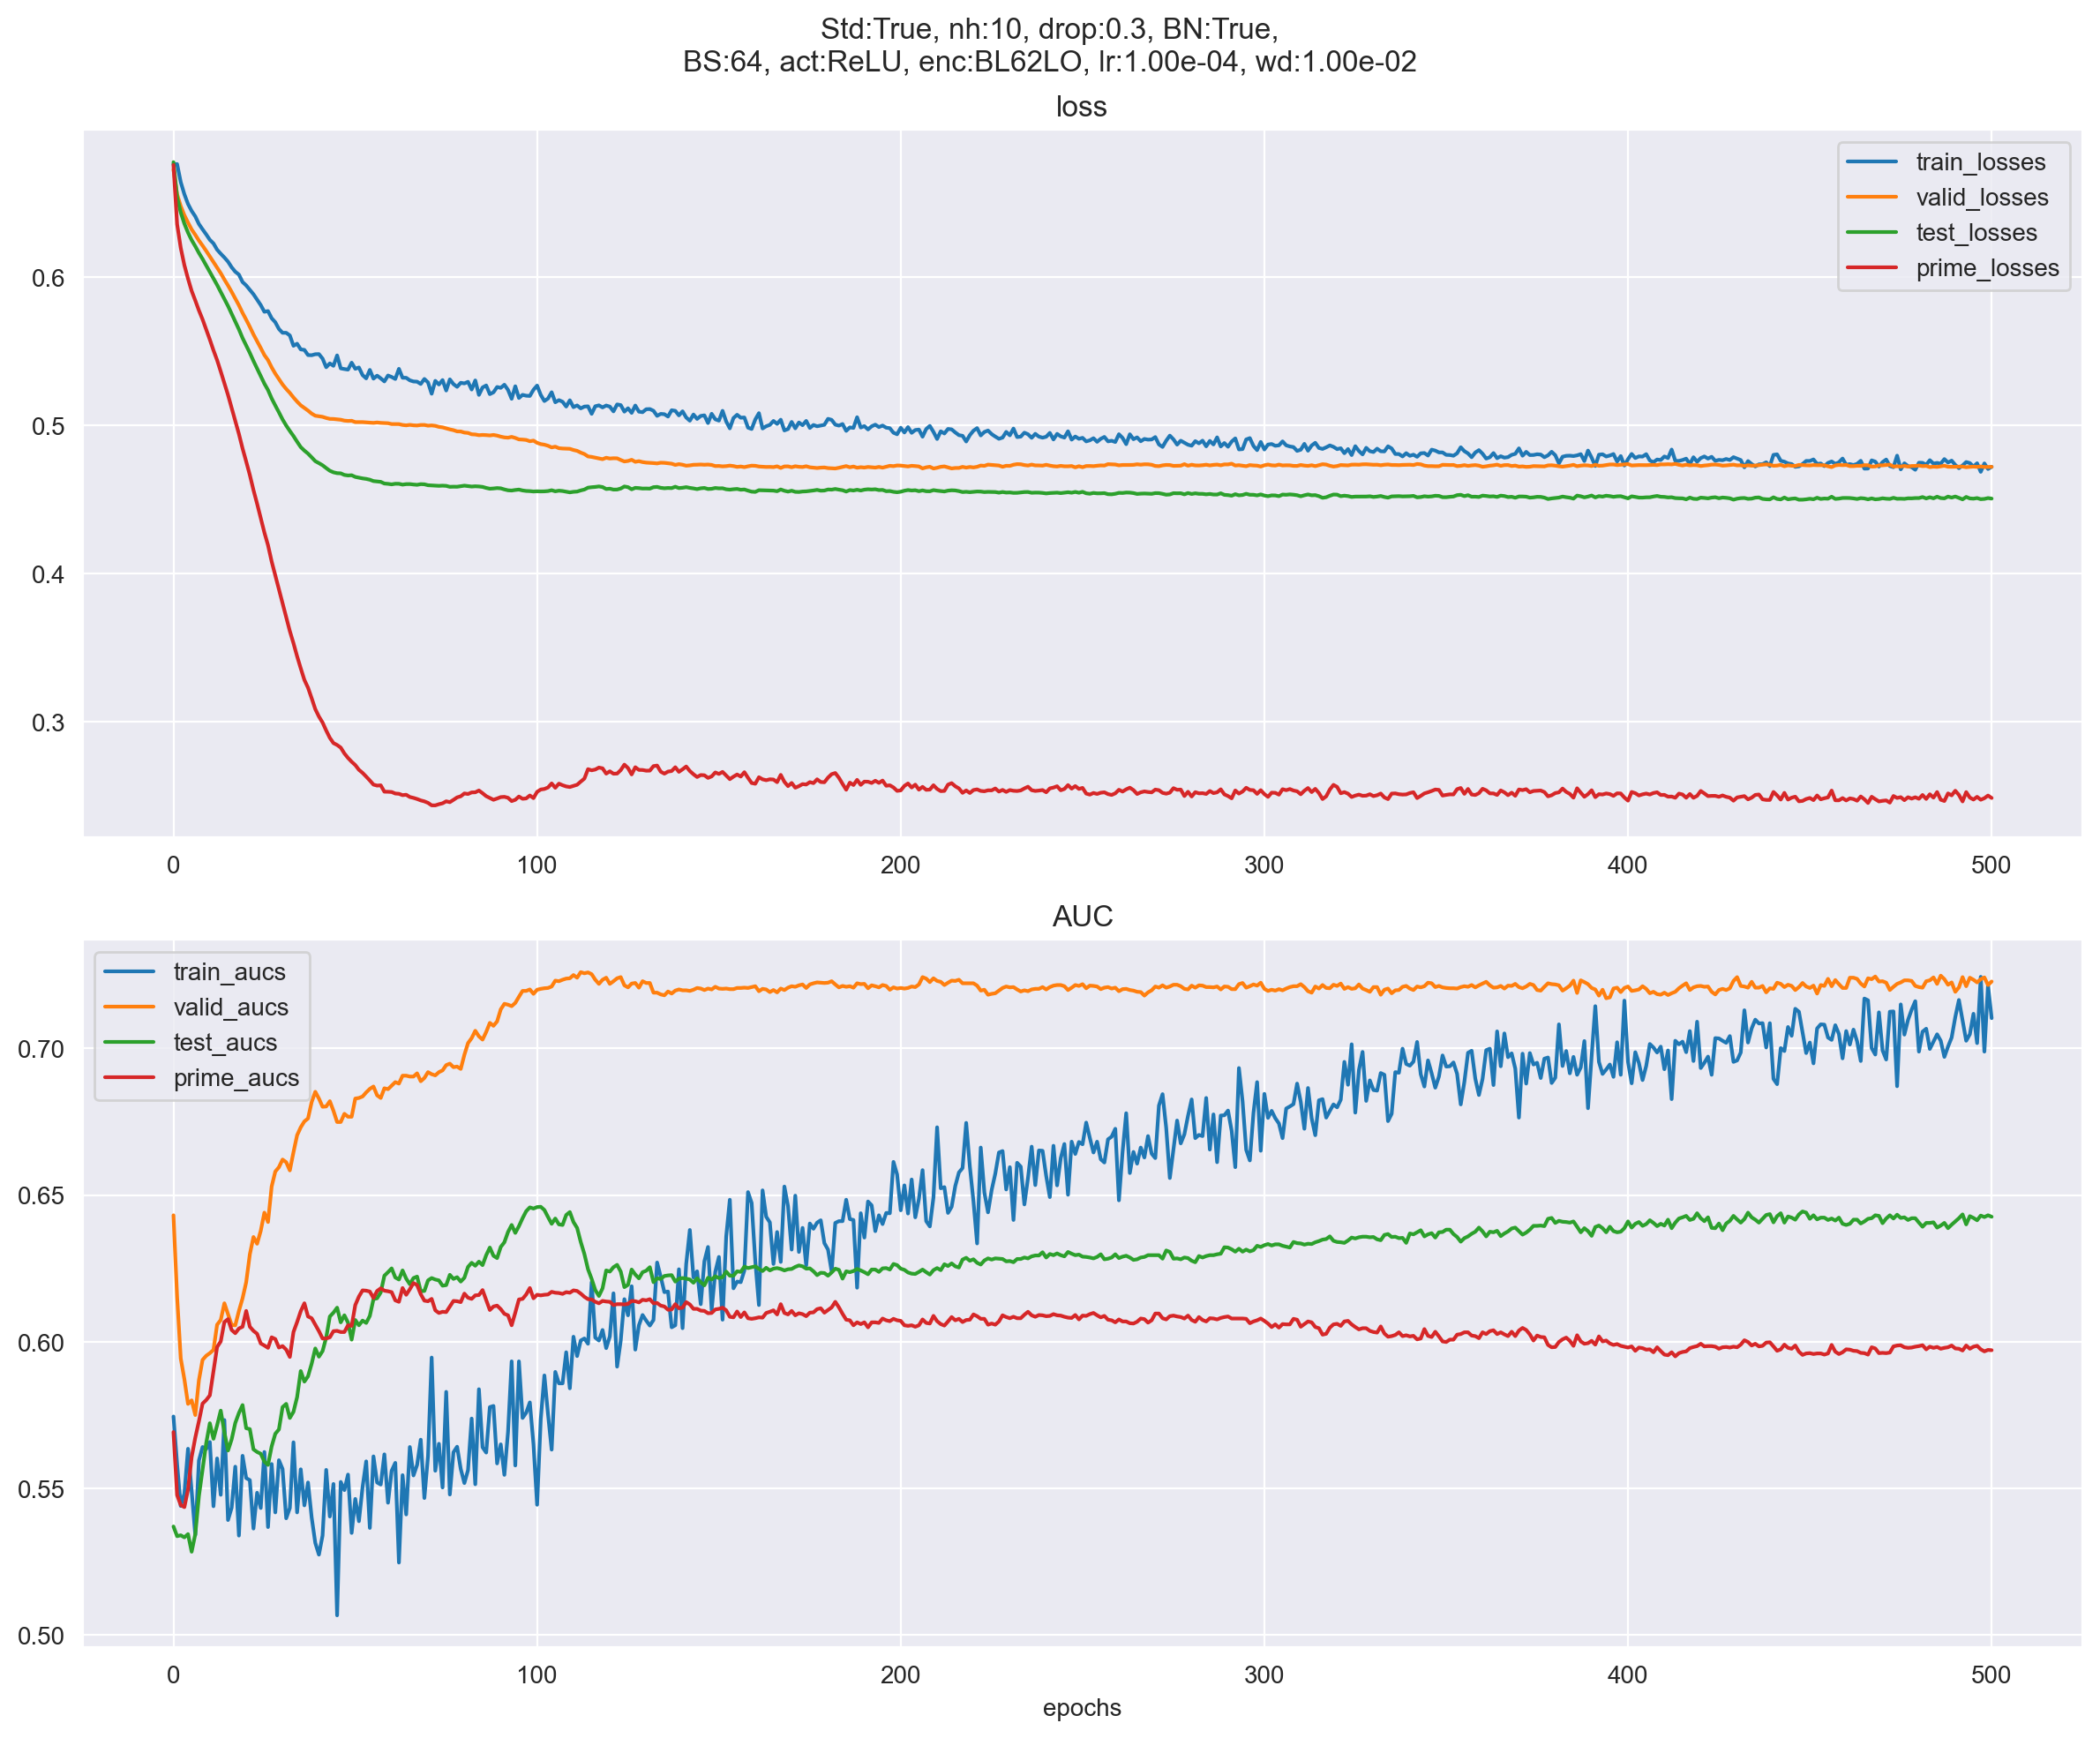 Std:True, nh:10, drop:0.3, BN:True,
BS:64, act:ReLU, enc:BL62LO, lr:1.00e-04, wd:1.00e-02
loss
train_losses
valid_losses
test_losses
prime_losses
0.6
0.5
0.4
0.3
0 100 200 300 400 500
AUC
train_aucs
valid_aucs
test_aucs
prime_aucs
0.70
0.65
0.60
0.55
0.50
0 100 200 300 400 500
epochs